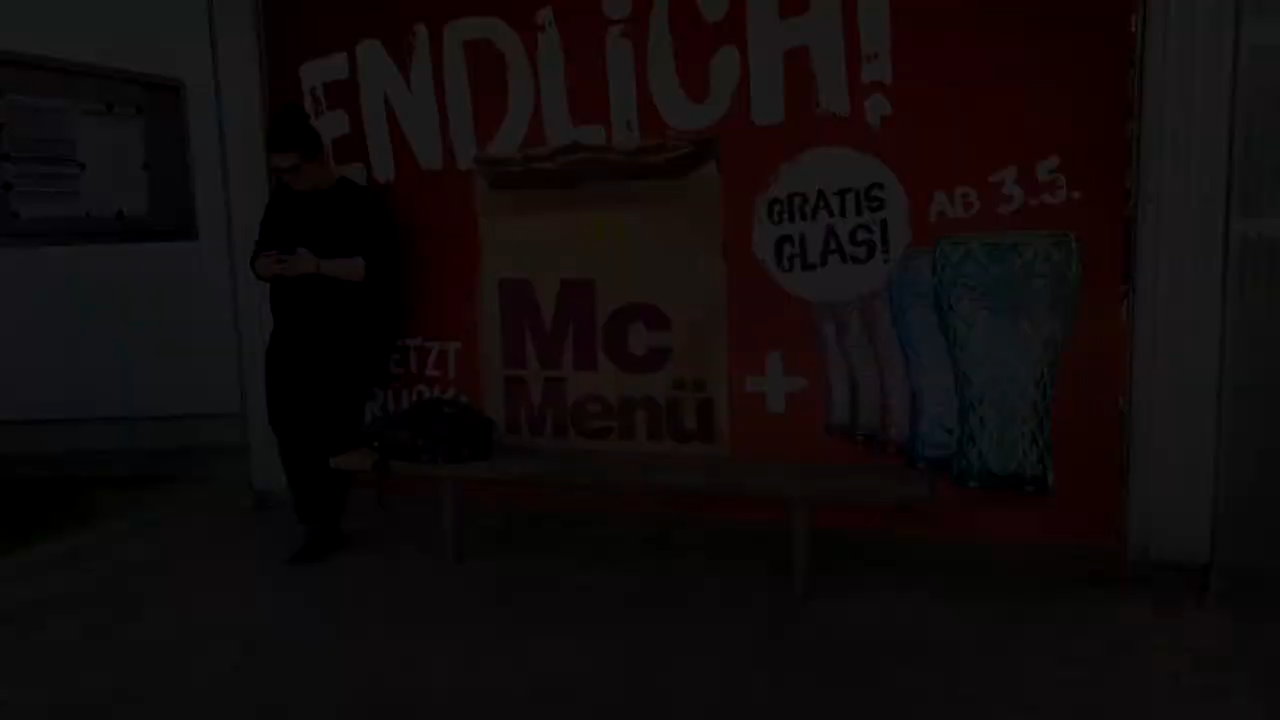 ENDLiCH!
GRATIS
GLAS!
AB 3.5.
Mc
Menü
+